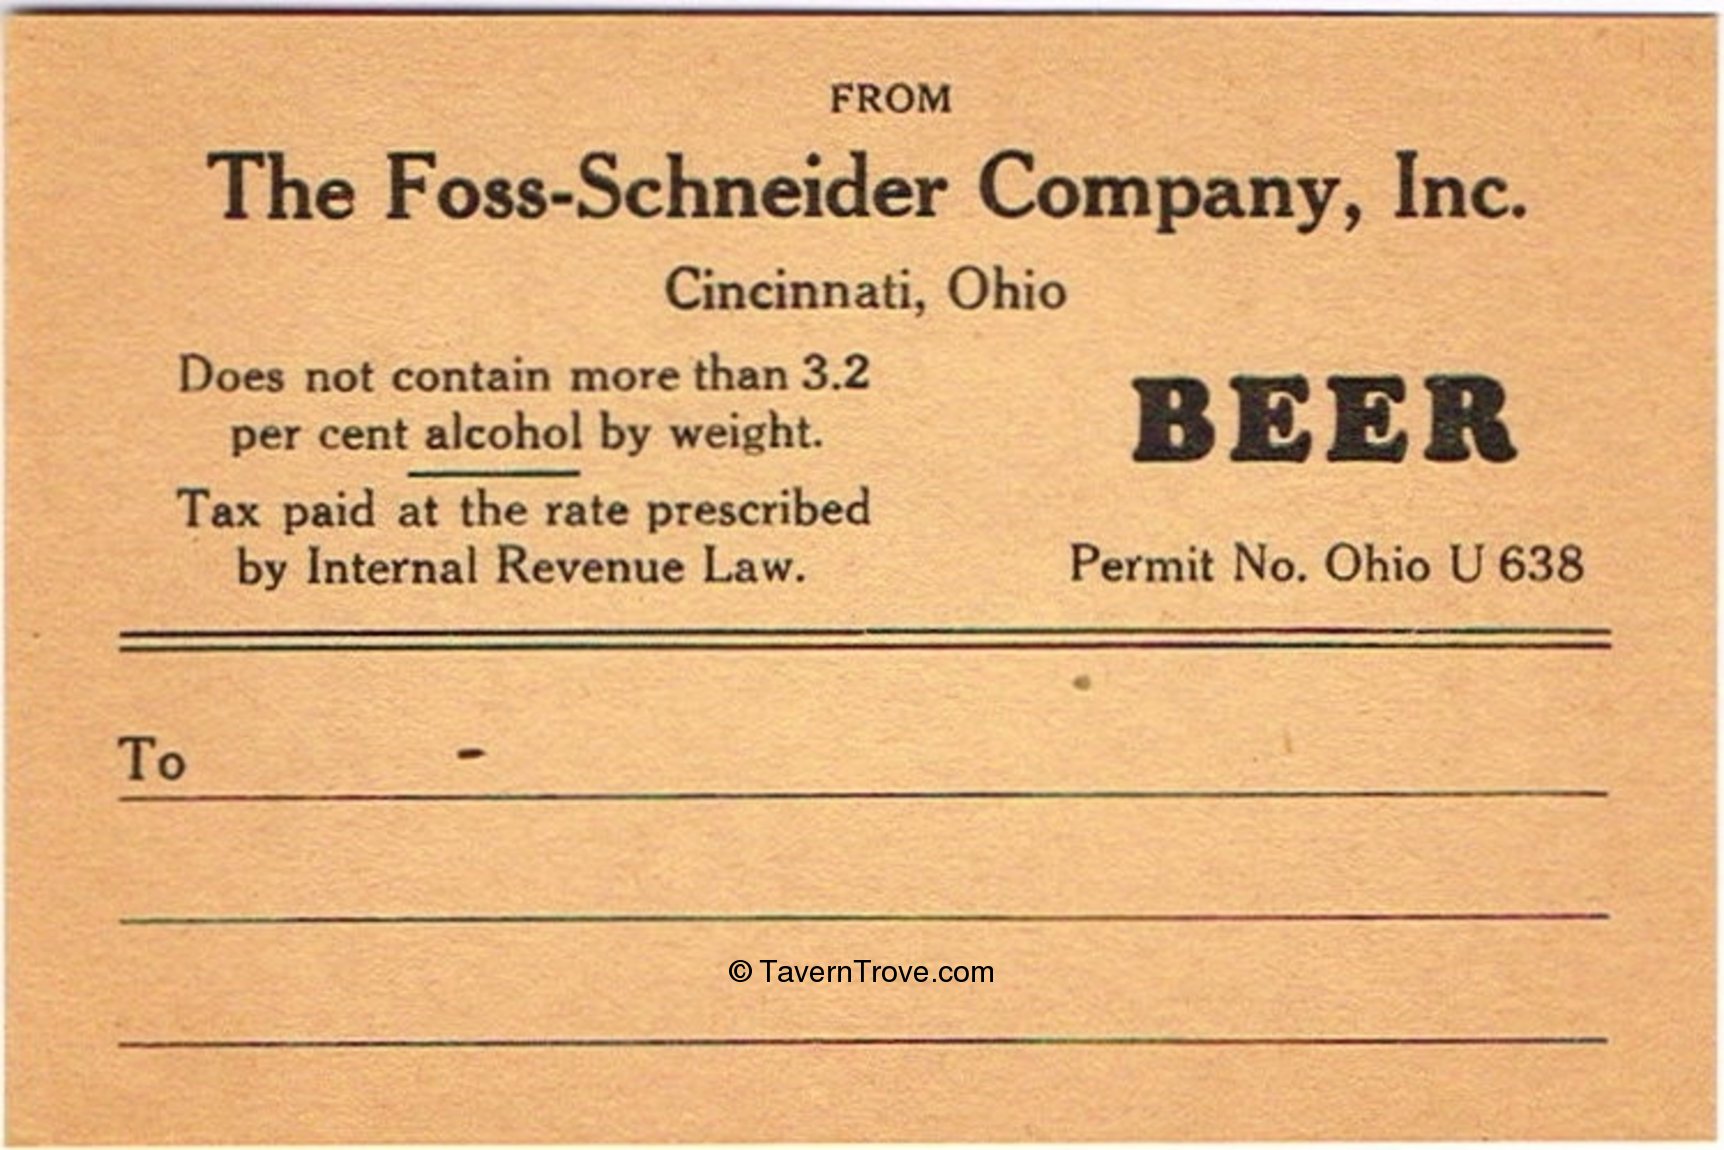 FROM
The Foss-Schneider Company, Inc.
Cincinnati, Ohio
Does not contain more than 3.2
per cent alcohol by weight.
BEER
Tax paid at the rate prescribed
by Internal Revenue Law.
Permit No. Ohio U 638
To
© TavernTrove.com